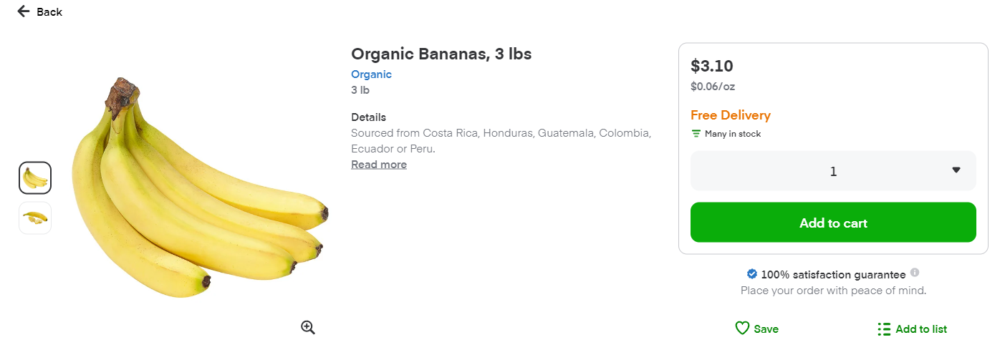 Back
Organic Bananas, 3 lbs
Organic
3 lb
Details
Sourced from Costa Rica, Honduras, Guatemala, Colombia,
Ecuador or Peru.
Read more
$3.10
$0.06/oz
Free Delivery
Many in stock
1
Add to cart
100% satisfaction guarantee
Place your order with peace of mind.
Save
Add to list